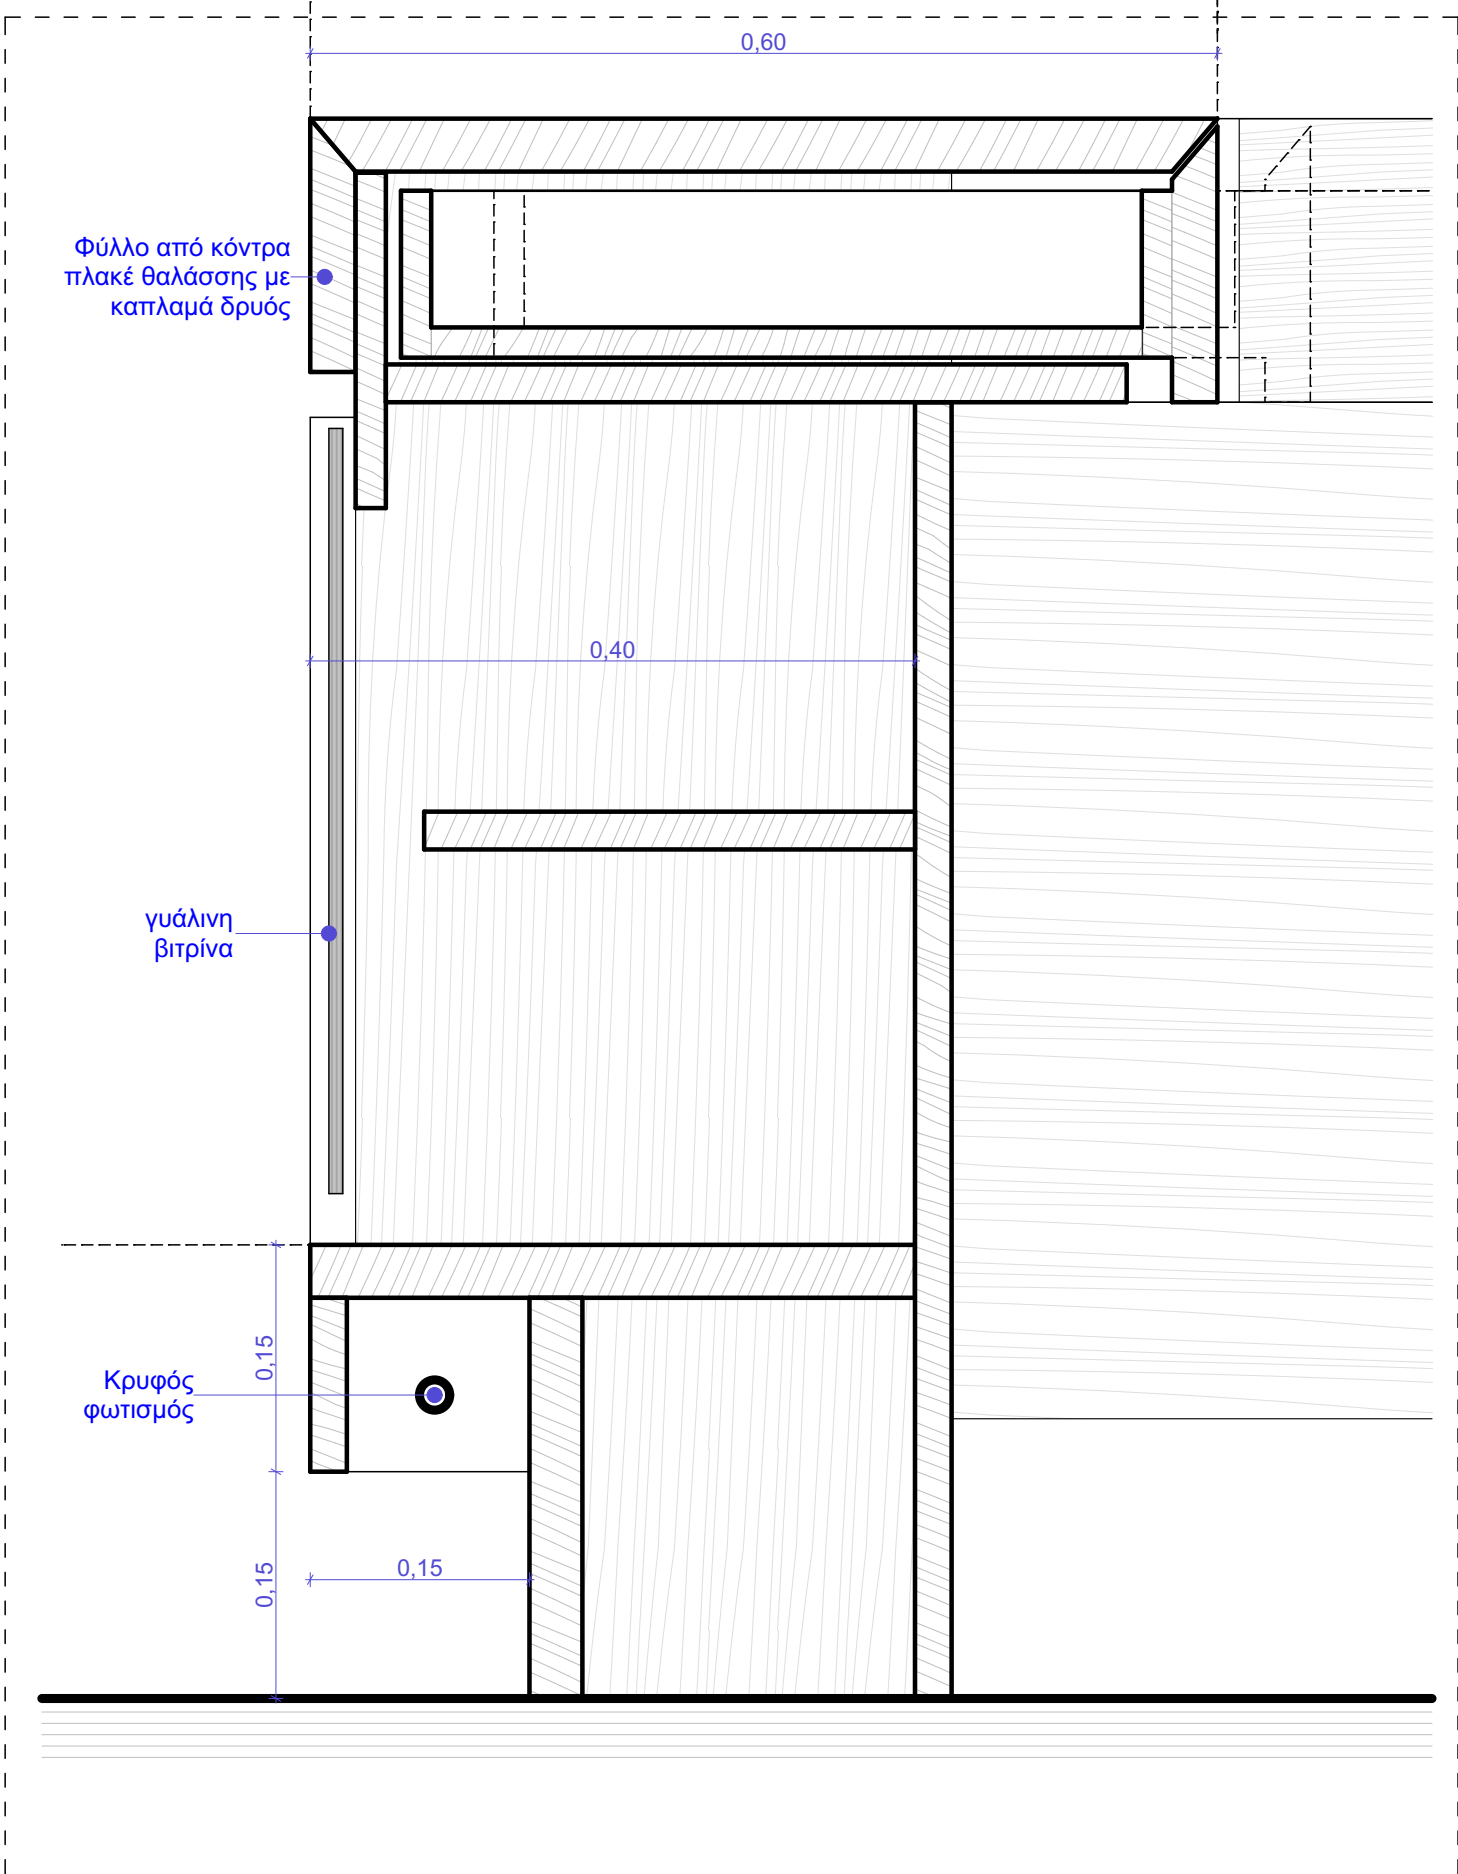 0,60
Φύλλο από κόντρα
πλακέ θαλάσσης με
καπλαμά δρυός
0,40
γυάλινη
βιτρίνα
0,15
Κρυφός
φωτισμός
0,15
0,15